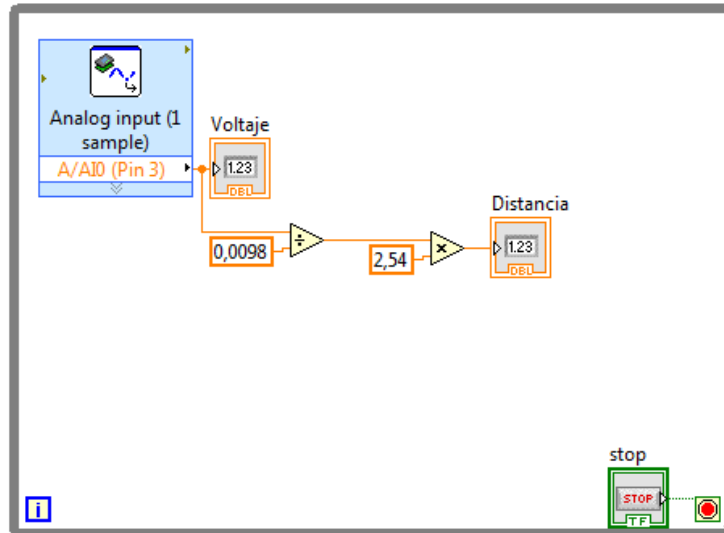 Analog input (1
sample)
A/AI0 (Pin 3)
Voltaje
1.23
DBL
0,0098
÷
2,54
×
Distancia
1.23
DBL
stop
STOP
TF
i